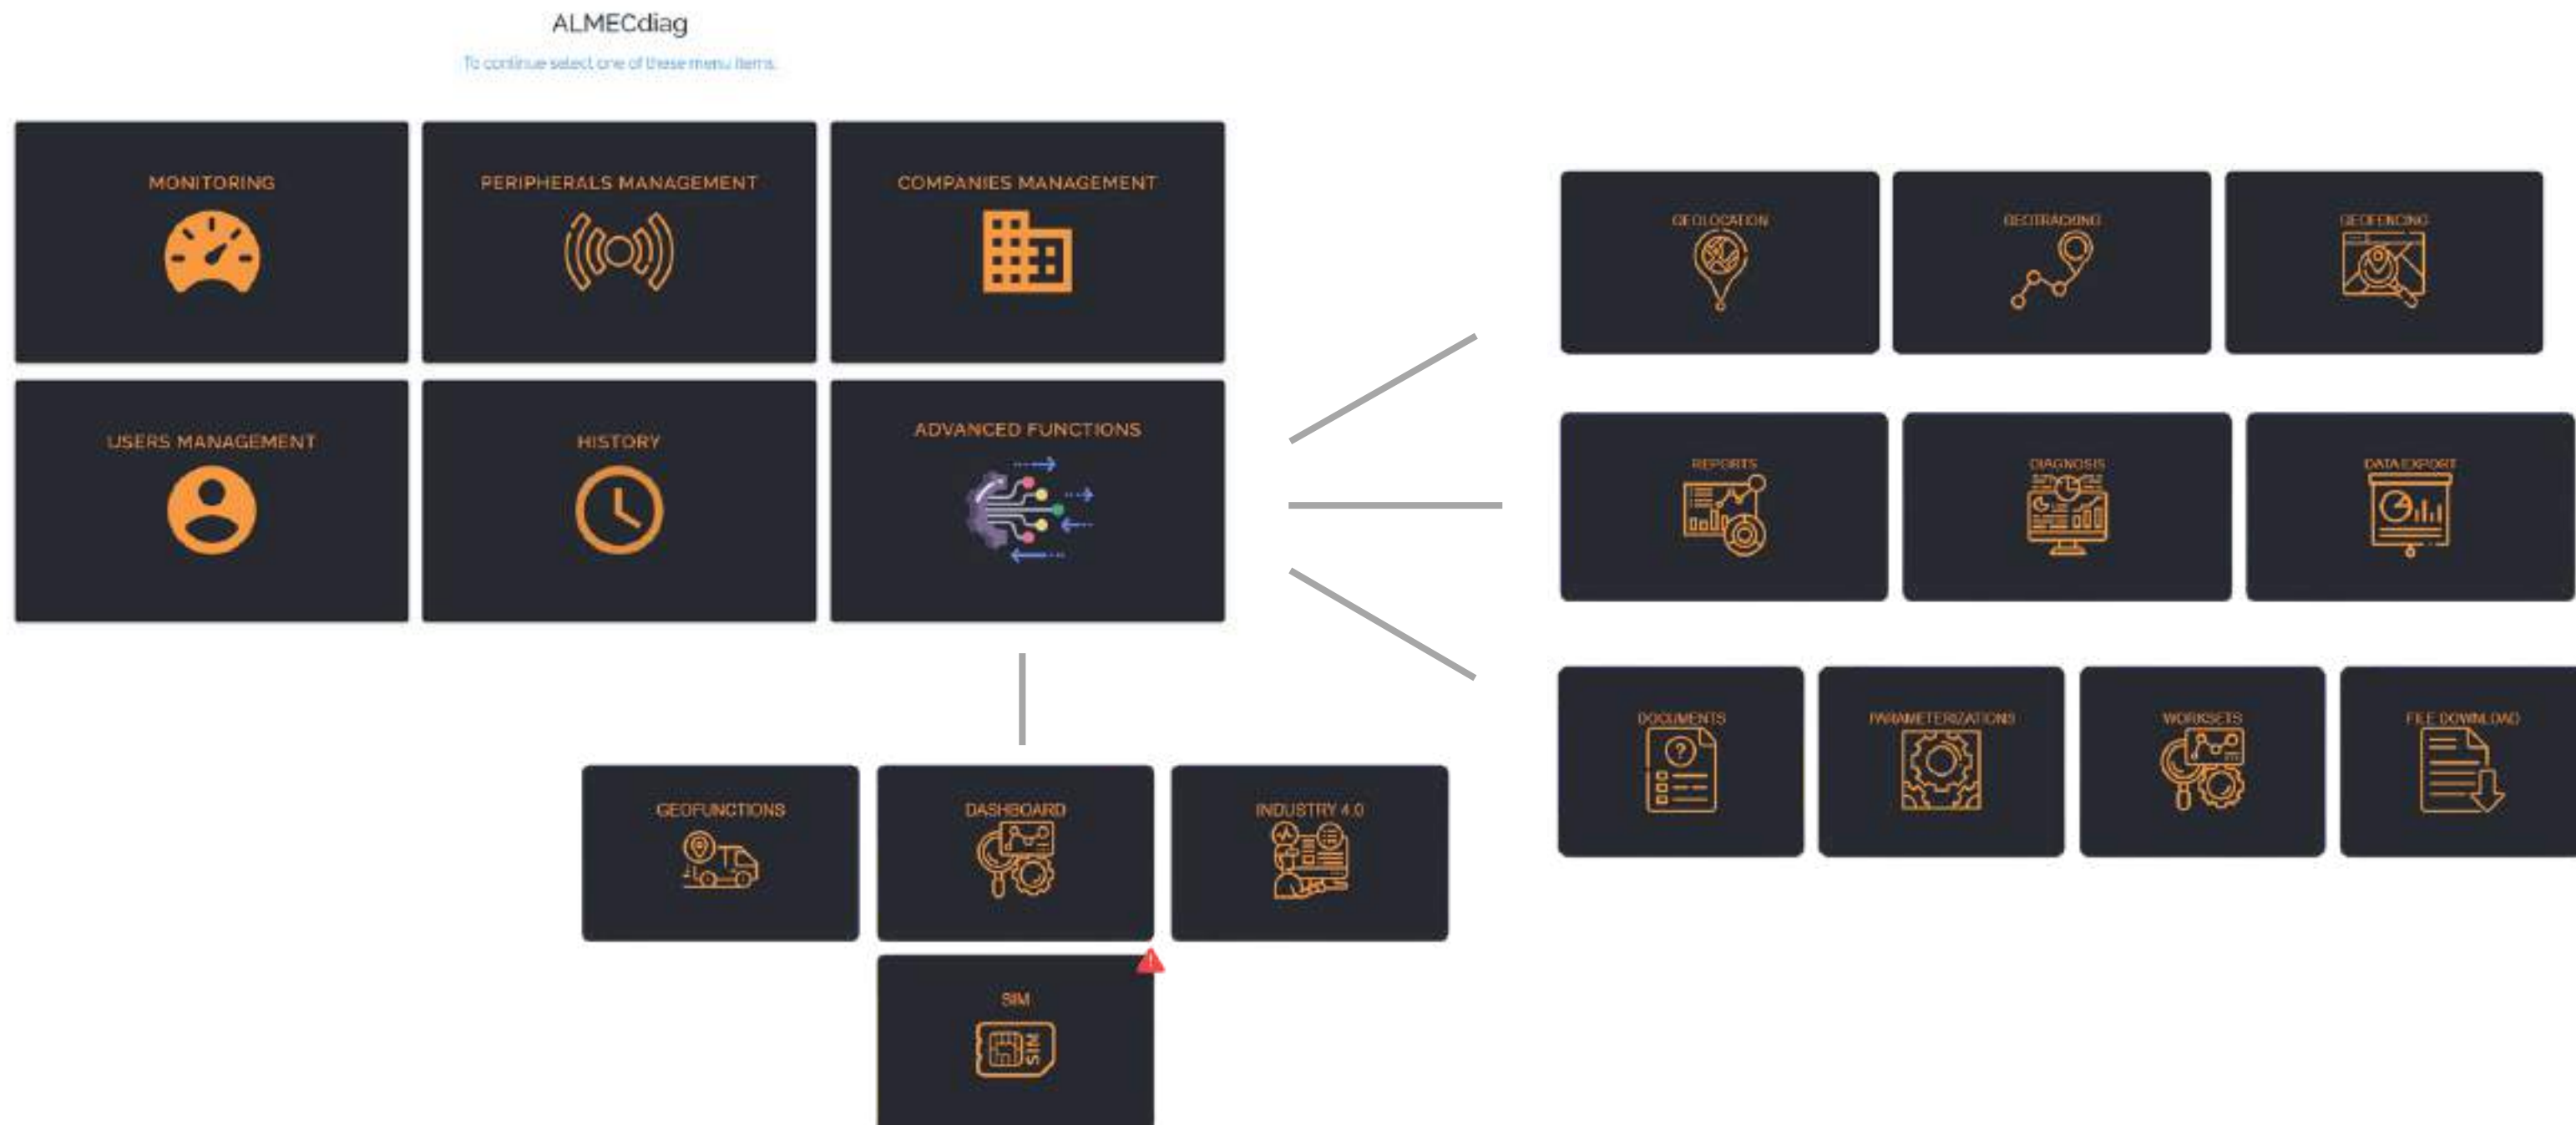 ALMECdiag
To continue select one of these menu items.
MONITORING
PERIPHERALS MANAGEMENT
COMPANIES MANAGEMENT
USERS MANAGEMENT
HISTORY
ADVANCED FUNCTIONS
GEOLOCATION
GEOTRACKING
GEOFENCING
REPORTS
DIAGNOSIS
DATA EXPORT
DOCUMENTS
PARAMETERIZATIONS
WORKSETS
FILE DOWNLOAD
GEOFUNCTIONS
DASHBOARD
INDUSTRY 4.0
SIM
SIM